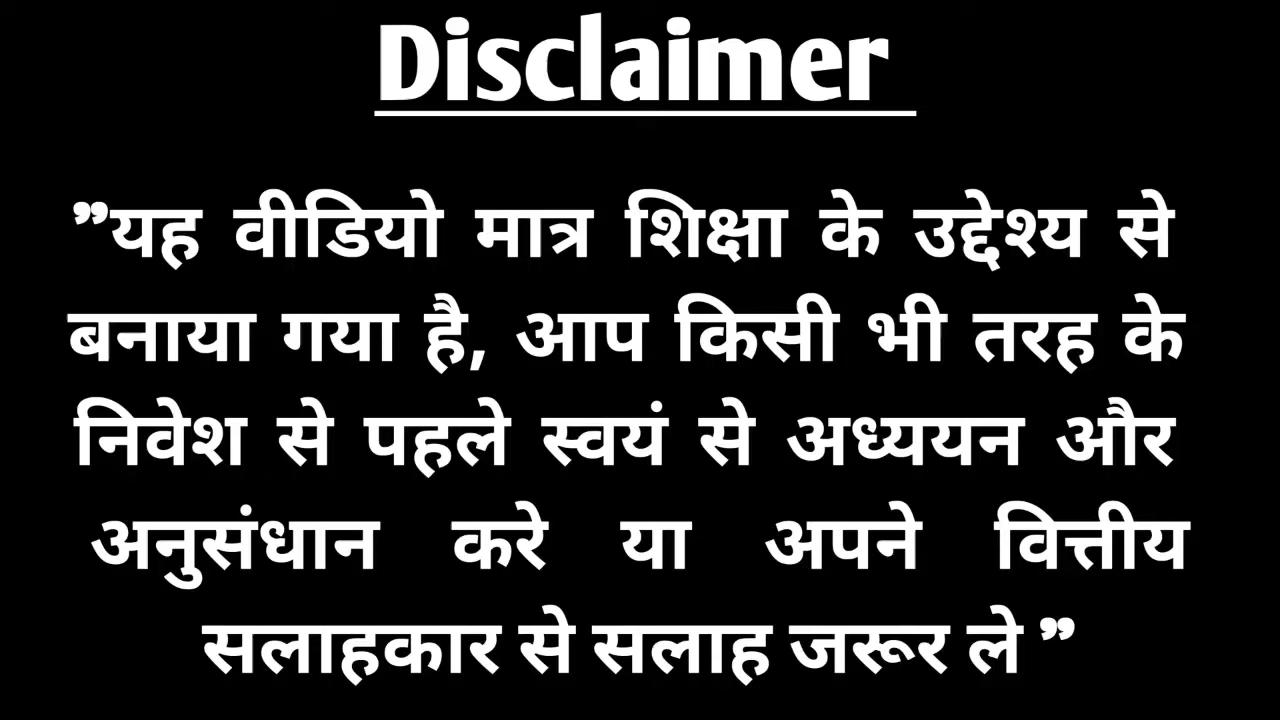 Disclaimer
”यह वीडियो मात्र शिक्षा के उद्देश्य से
बनाया गया है, आप किसी भी तरह के
निवेश से पहले स्वयं से अध्ययन और
अनुसंधान करे या अपने वित्तीय
सलाहकार से सलाह जरूर ले ”